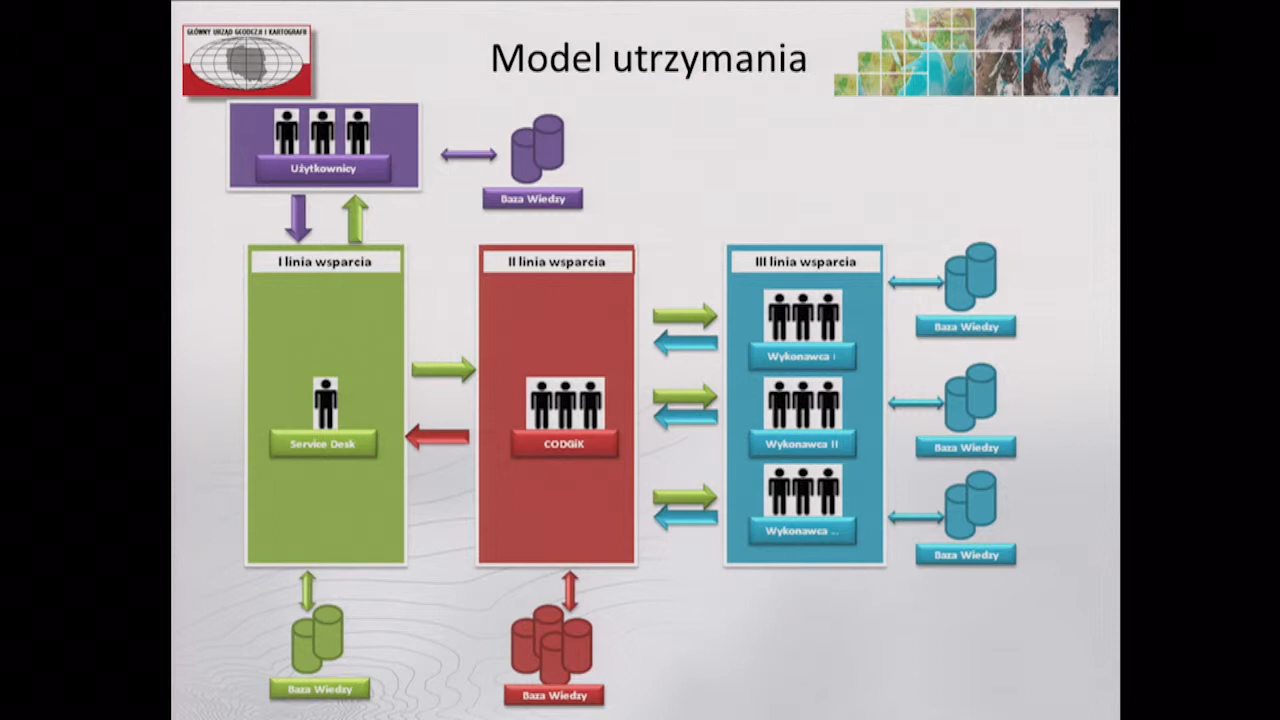 GŁÓWNY URZĄD GEODEZJI I KARTOGRAFII
Model utrzymania
Użytkownicy
Baza Wiedzy
I linia wsparcia
II linia wsparcia
III linia wsparcia
Baza Wiedzy
Wykonawca I
Service Desk
CODGiK
Wykonawca II
Baza Wiedzy
Wykonawca ...
Baza Wiedzy
Baza Wiedzy
Baza Wiedzy